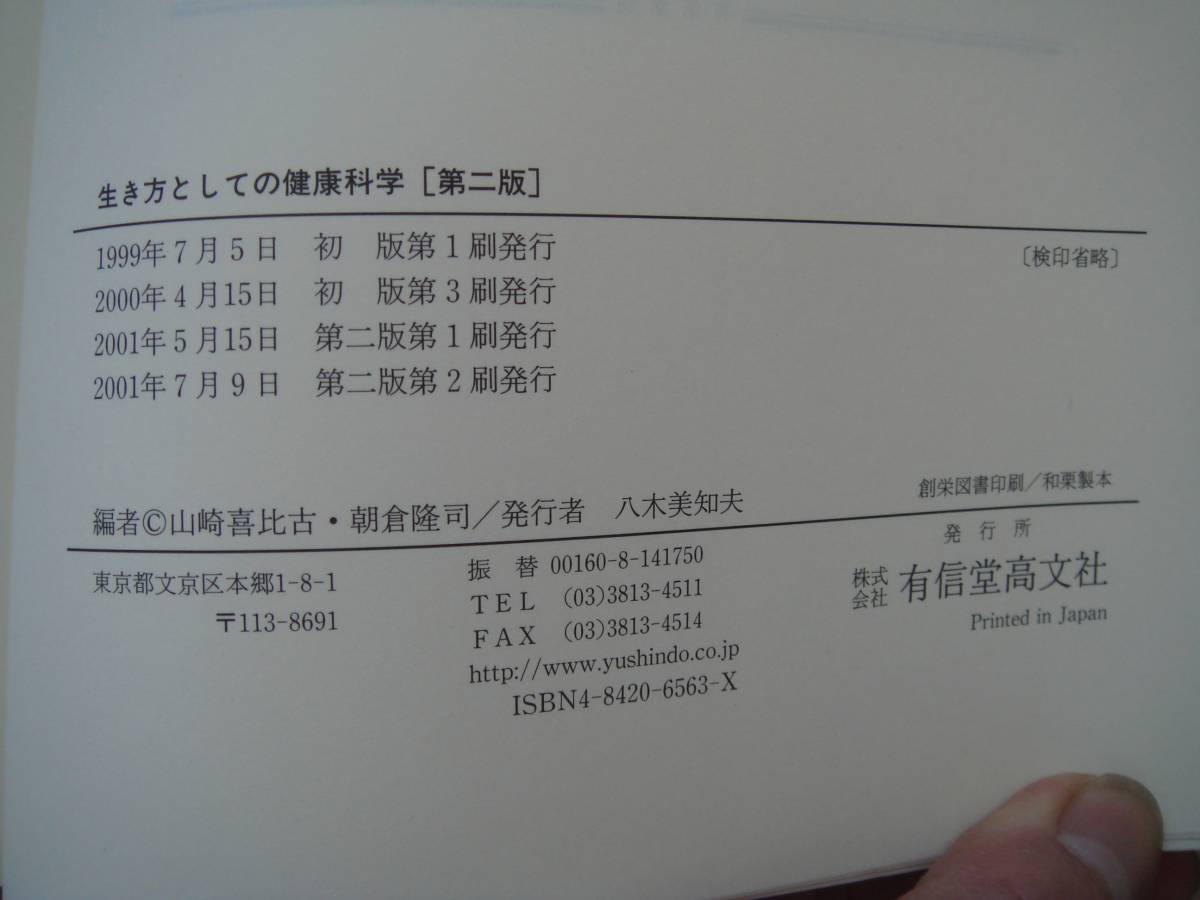 生き方としての健康科学［第二版］
1999年7月5日　初　版第1刷発行
〔検印省略〕
2000年4月15日　初　版第3刷発行
2001年5月15日　第二版第1刷発行
2001年7月9日　第二版第2刷発行
創栄図書印刷／和栗製本
編者©山崎喜比古・朝倉隆司／発行者　八木美知夫
東京都文京区本郷1-8-1
〒113-8691
振　替 00160-8-141750
TEL (03)3813-4511
FAX (03)3813-4514
http://www.yushindo.co.jp
ISBN4-8420-6563-X
発行所
株式会社 有信堂高文社
Printed in Japan